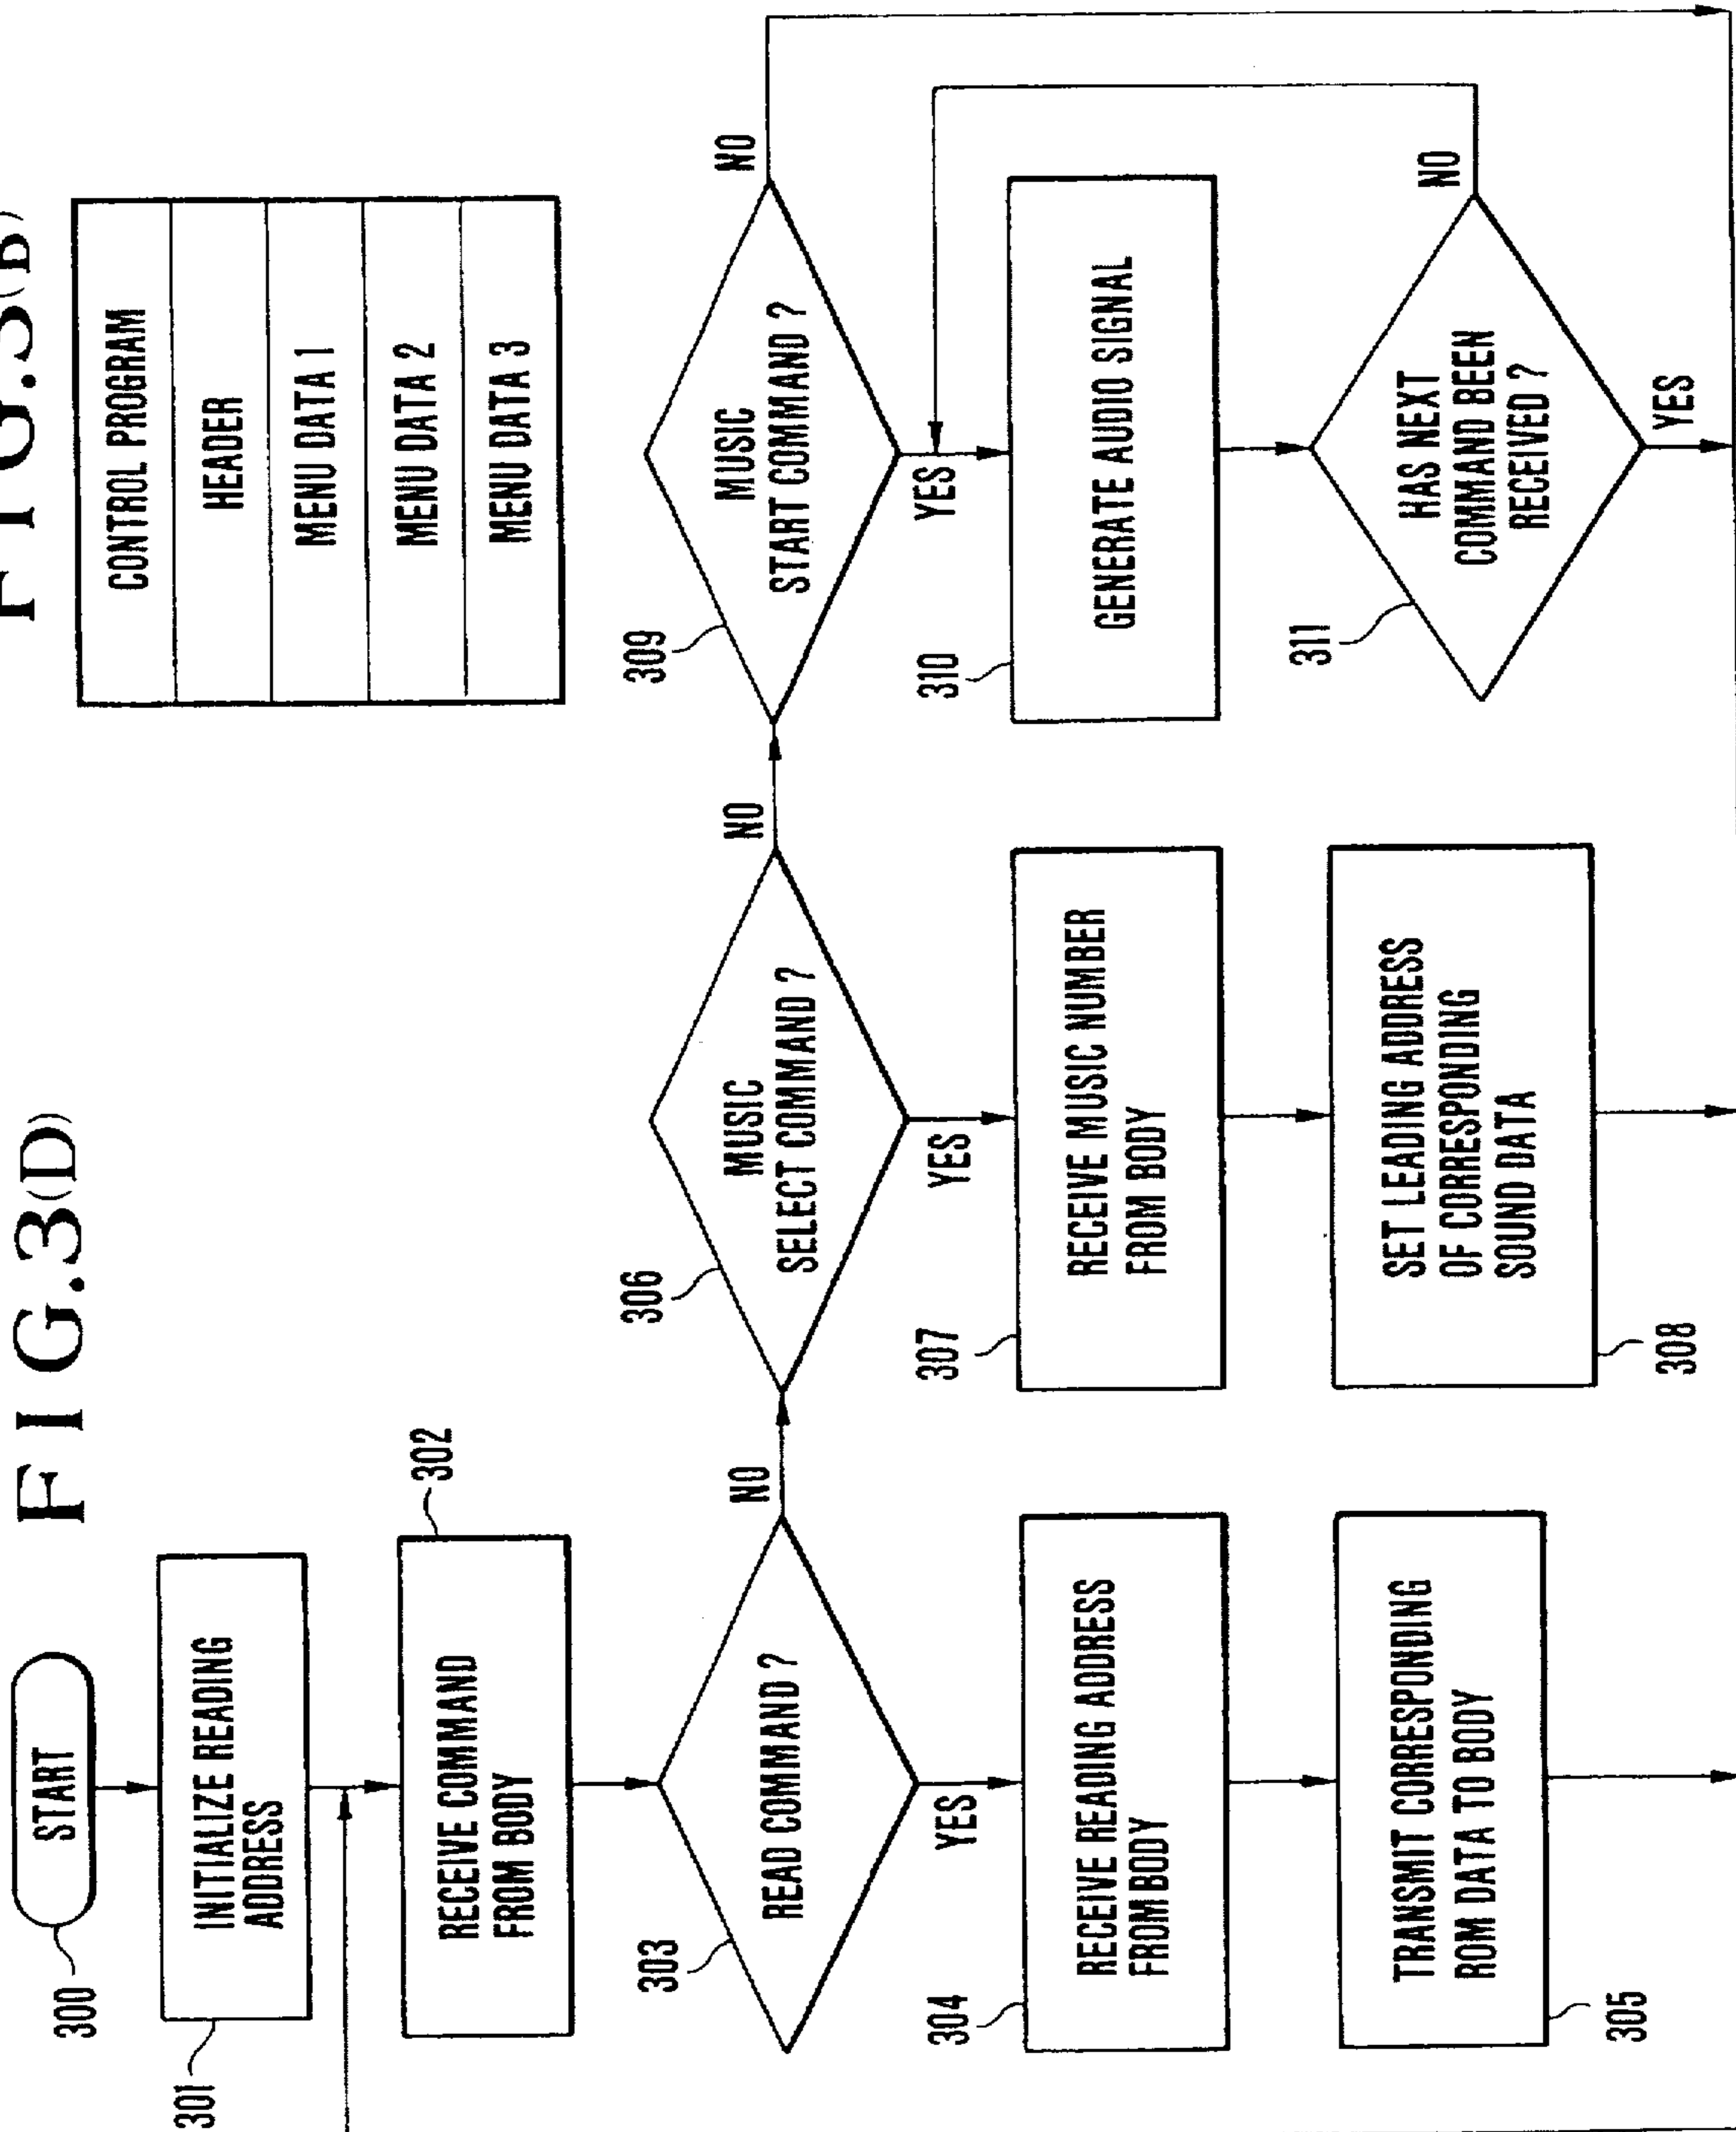 FIG.3(D)
300
START
301
INITIALIZE READING
ADDRESS
302
RECEIVE COMMAND
FROM BODY
303
READ COMMAND ?
NO
YES
304
RECEIVE READING ADDRESS
FROM BODY
TRANSMIT CORRESPONDING
ROM DATA TO BODY
305
306
MUSIC
SELECT COMMAND ?
NO
YES
307
RECEIVE MUSIC NUMBER
FROM BODY
SET LEADING ADDRESS
OF CORRESPONDING
SOUND DATA
308
309
MUSIC
START COMMAND ?
NO
YES
310
GENERATE AUDIO SIGNAL
311
HAS NEXT
COMMAND BEEN
RECEIVED ?
NO
YES
FIG.3(B)
CONTROL PROGRAM
HEADER
MENU DATA 1
MENU DATA 2
MENU DATA 3